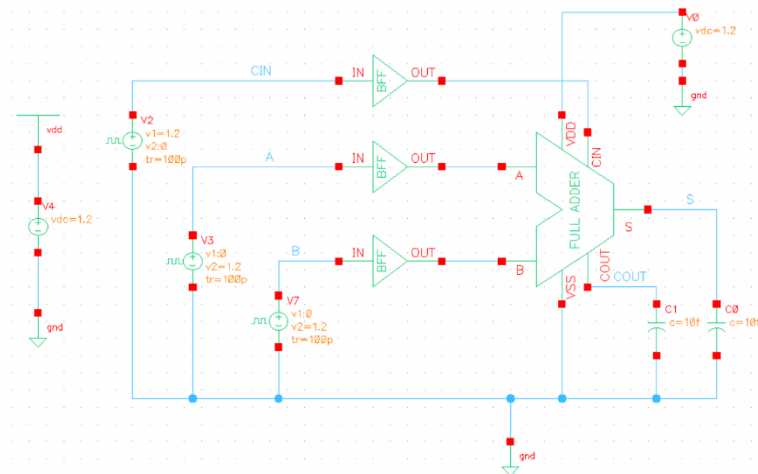 V0
vdc=1.2
gnd
CIN
IN
BFF
OUT
vdd
V2
v1=1.2
v2:0
tr=100p
VDD
CIN
A
IN
BFF
OUT
A
FULL ADDER
S
S
V4
vdc=1.2
V3
v1:0
v2=1.2
tr=100p
B
IN
BFF
OUT
B
VSS
COUT
COUT
V7
v1:0
v2=1.2
tr=100p
C1
c=10f
C0
c=10f
gnd
gnd